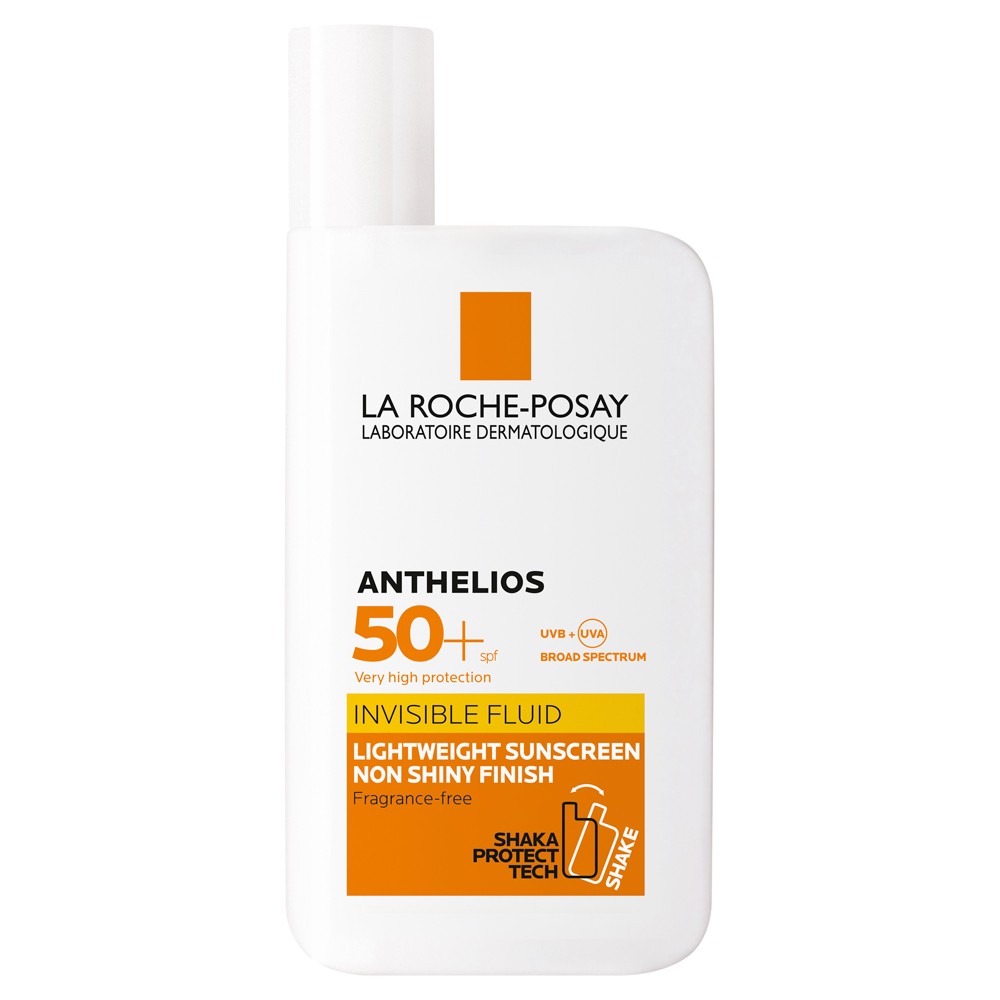 LA ROCHE-POSAY
LABORATOIRE DERMATOLOGIQUE
ANTHELIOS
50+ spf
UVB + UVA
BROAD SPECTRUM
Very high protection
INVISIBLE FLUID
LIGHTWEIGHT SUNSCREEN
NON SHINY FINISH
Fragrance-free
SHAKA
PROTECT
TECH
SHAKE